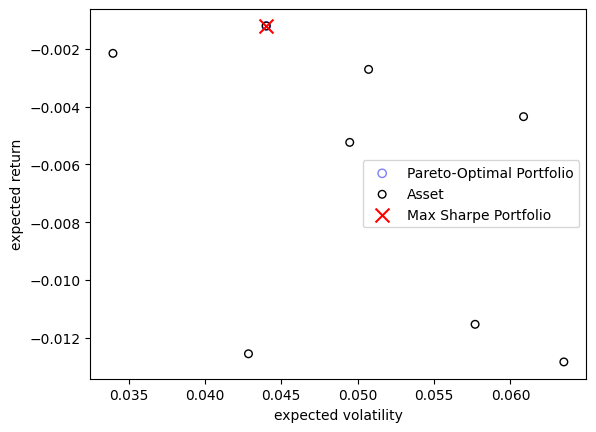 −0.002
−0.004
−0.006
−0.008
−0.010
−0.012
expected return
Pareto-Optimal Portfolio
Asset
Max Sharpe Portfolio
0.035 0.040 0.045 0.050 0.055 0.060
expected volatility